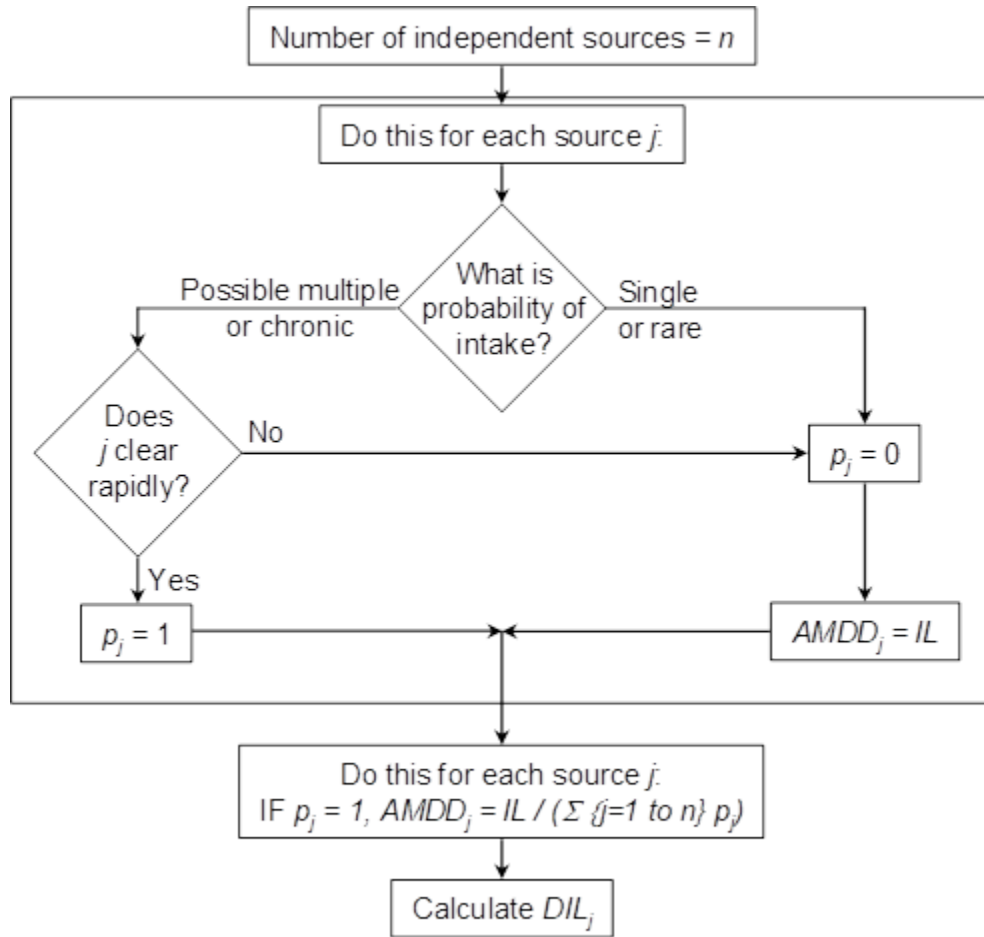 Number of independent sources = n
Do this for each source j:
What is
probability of
intake?
Possible multiple
or chronic
Single
or rare
Does
j clear
rapidly?
No
p_j = 0
Yes
p_j = 1
AMDD_j = IL
Do this for each source j:
IF p_j = 1, AMDD_j = IL / (Σ {j=1 to n} p_j)
Calculate DIL_j